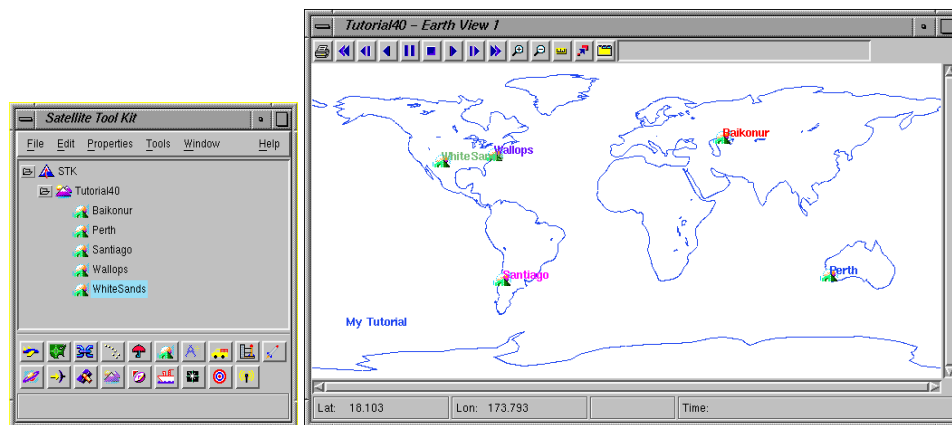 Satellite Tool Kit
File Edit Properties Tools Window Help
STK
Tutorial40
Baikonur
Perth
Santiago
Wallops
WhiteSands
Tutorial40 – Earth View 1
Baikonur
WhiteSands
Wallops
Santiago
Perth
My Tutorial
Lat: 18.103 Lon: 173.793 Time: